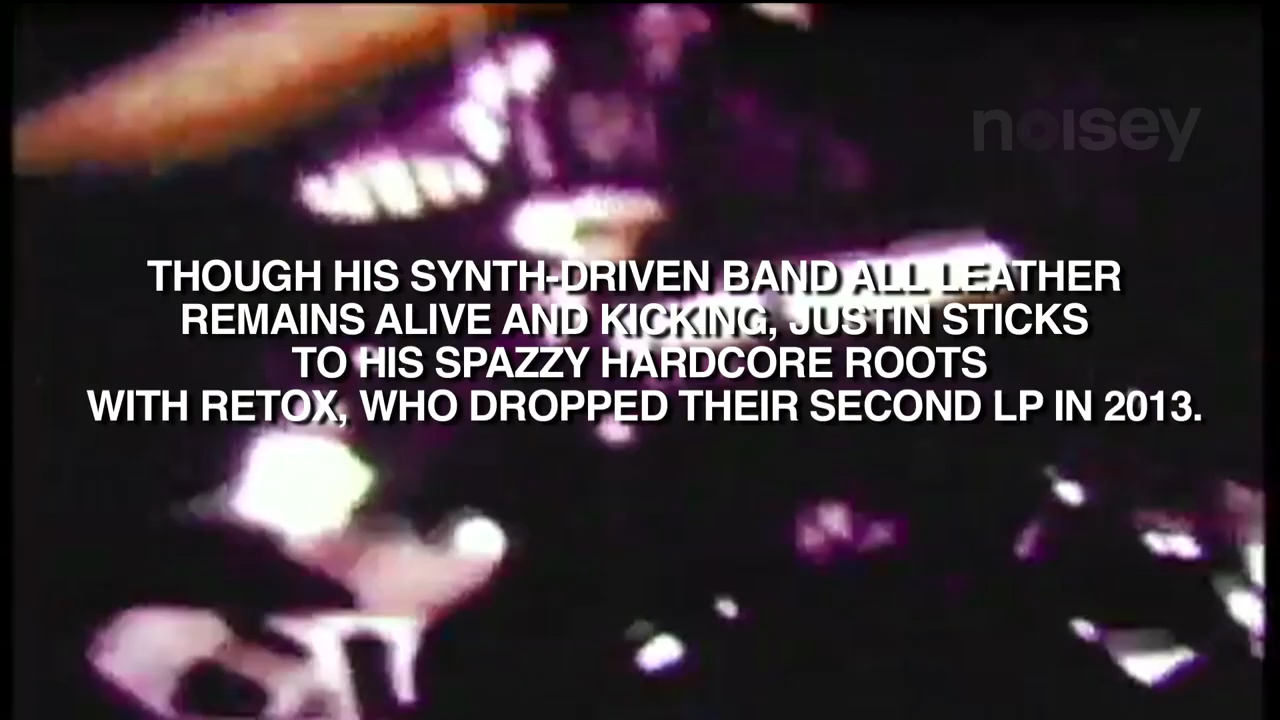 noisey
THOUGH HIS SYNTH-DRIVEN BAND ALL LEATHER
REMAINS ALIVE AND KICKING, JUSTIN STICKS
TO HIS SPAZZY HARDCORE ROOTS
WITH RETOX, WHO DROPPED THEIR SECOND LP IN 2013.